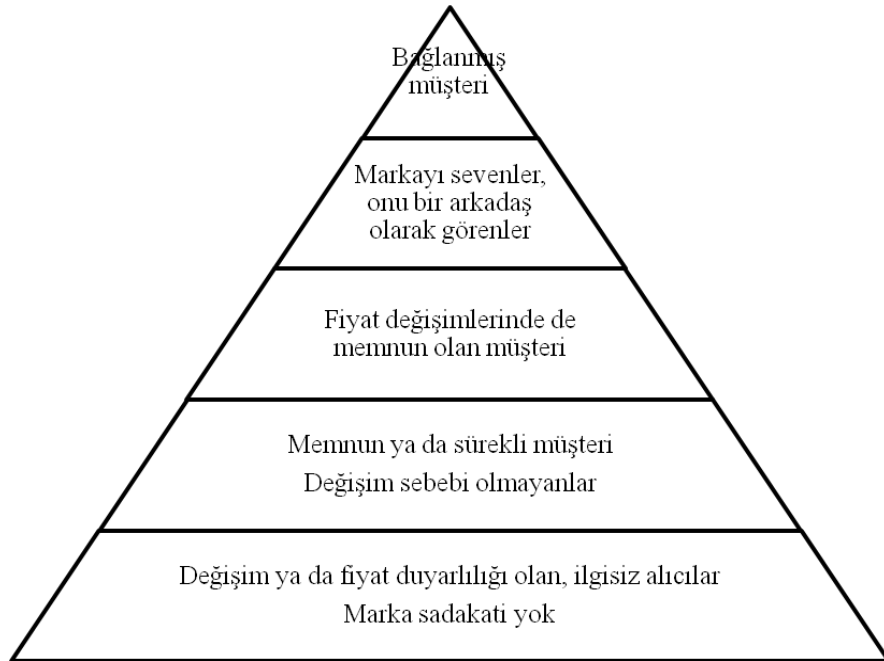 Bağlanmış
müşteri
Markayı sevenler,
onu bir arkadaş
olarak görenler
Fiyat değişimlerinde de
memnun olan müşteri
Memnun ya da sürekli müşteri
Değişim sebebi olmayanlar
Değişim ya da fiyat duyarlılığı olan, ilgisiz alıcılar
Marka sadakati yok